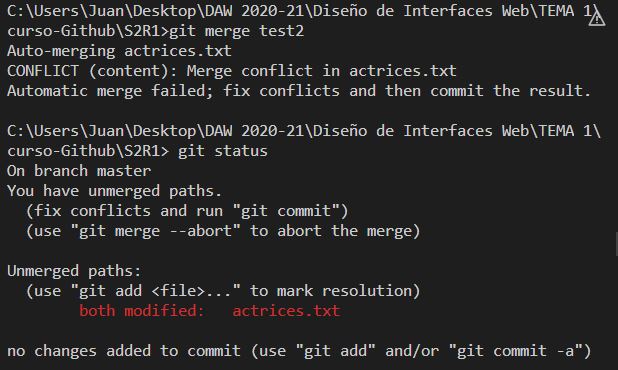 C:\Users\Juan\Desktop\DAW 2020-21\Diseño de Interfaces Web\TEMA 1\
curso-Github\S2R1>git merge test2
Auto-merging actrices.txt
CONFLICT (content): Merge conflict in actrices.txt
Automatic merge failed; fix conflicts and then commit the result.

C:\Users\Juan\Desktop\DAW 2020-21\Diseño de Interfaces Web\TEMA 1\
curso-Github\S2R1> git status
On branch master
You have unmerged paths.
  (fix conflicts and run "git commit")
  (use "git merge --abort" to abort the merge)

Unmerged paths:
  (use "git add <file>..." to mark resolution)
        both modified:   actrices.txt

no changes added to commit (use "git add" and/or "git commit -a")